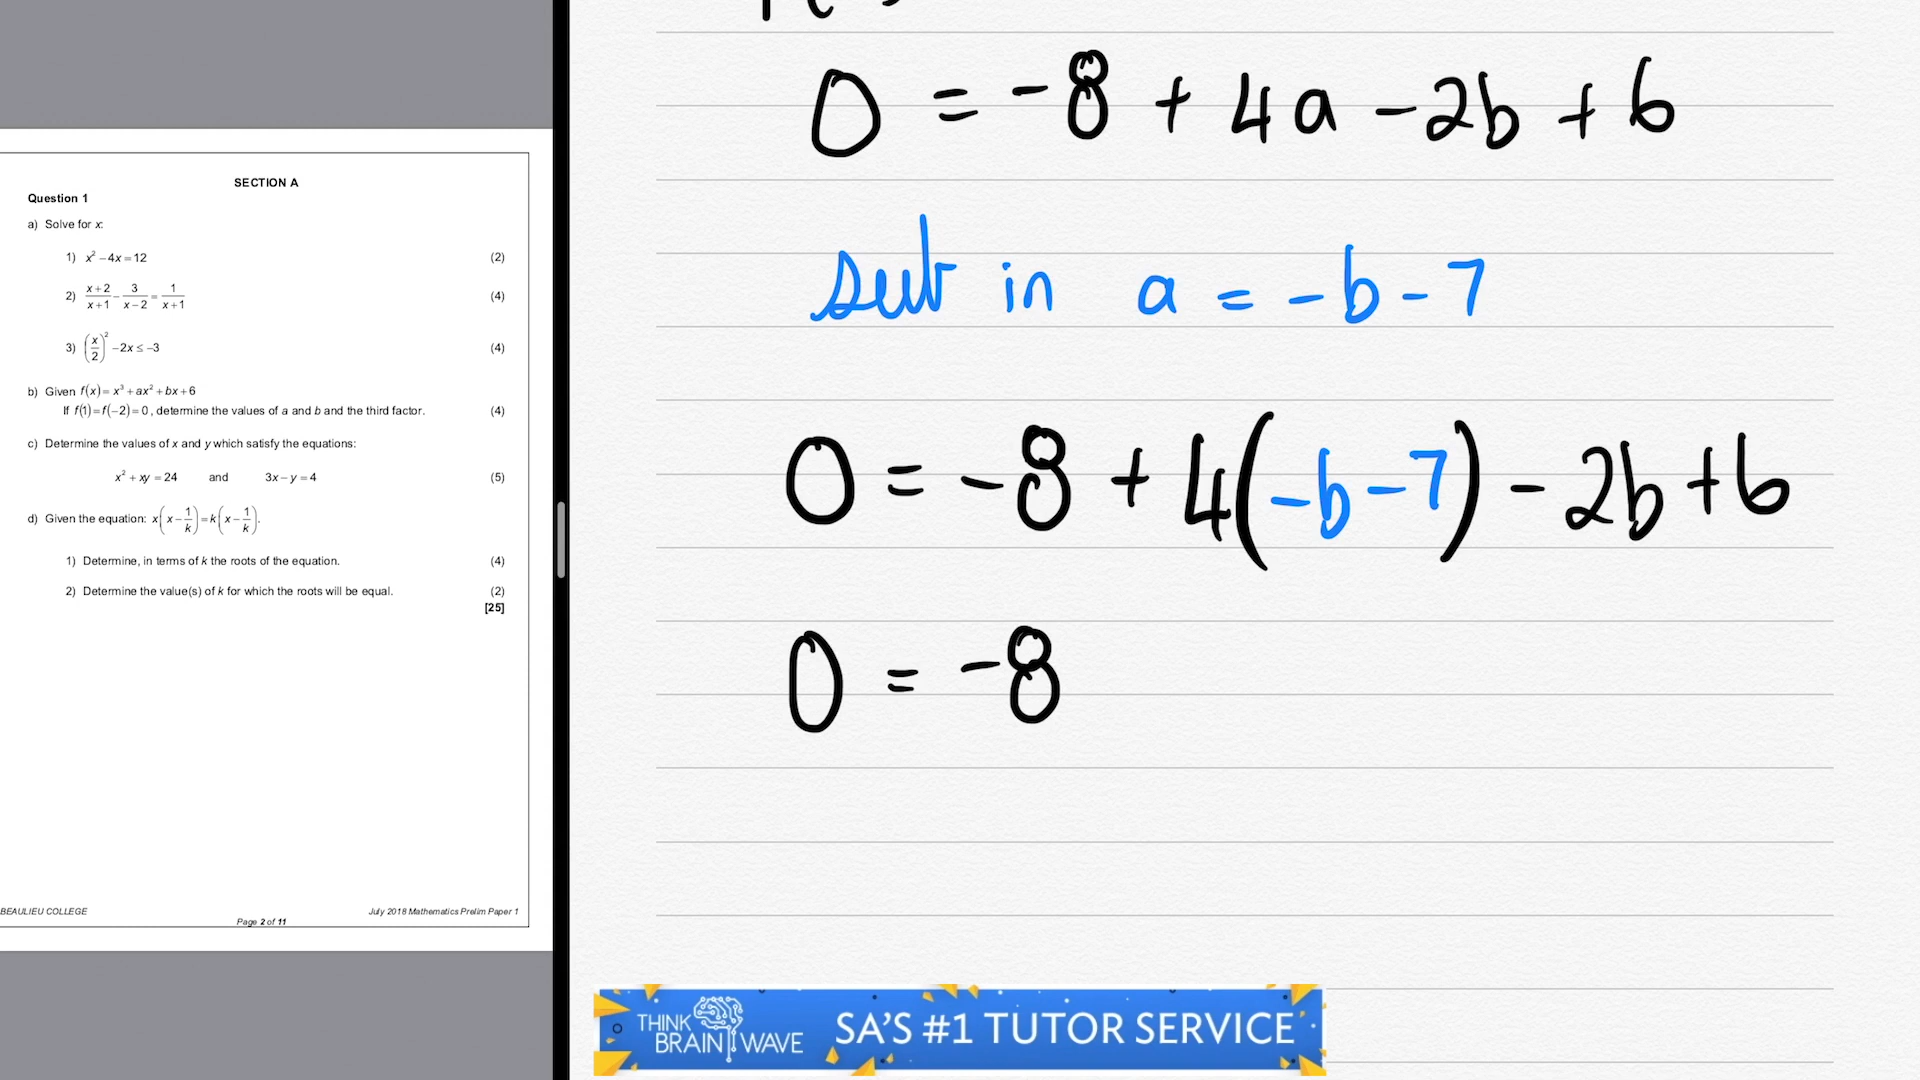 SECTION A
Question 1
a) Solve for x:
1) x² – 4x = 12 (2)
2) (x+2)/(x+1) – 3/(x–2) = 1/(x+1) (4)
3) (x/2)² – 2x ≤ –3 (4)
b) Given f(x) = x³ + ax² + bx + 6
If f(1) = f(–2) = 0, determine the values of a and b and the third factor. (4)
c) Determine the values of x and y which satisfy the equations:
x² + xy = 24 and 3x – y = 4 (5)
d) Given the equation: x(x – 1/k) = k(x – 1/k).
1) Determine, in terms of k the roots of the equation. (4)
2) Determine the value(s) of k for which the roots will be equal. (2)
[25]
BEAULIEU COLLEGE
July 2018 Mathematics Prelim Paper 1
Page 2 of 11
0 = -8 + 4a - 2b + 6
sub in a = -b - 7
0 = -8 + 4(-b-7) - 2b + 6
0 = -8
THINK
BRAIN WAVE
SA'S #1 TUTOR SERVICE